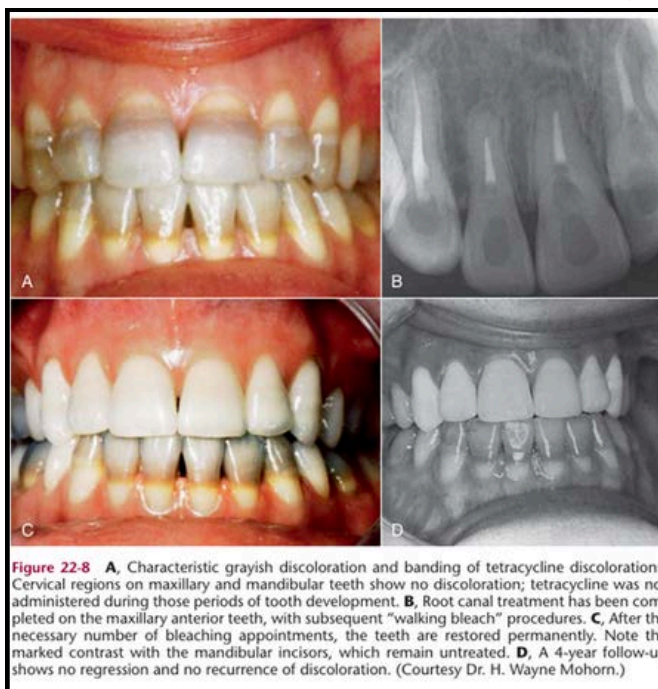 A
B
C
D
Figure 22-8 A, Characteristic grayish discoloration and banding of tetracycline discoloration
Cervical regions on maxillary and mandibular teeth show no discoloration; tetracycline was no
administered during those periods of tooth development. B, Root canal treatment has been com
pleted on the maxillary anterior teeth, with subsequent “walking bleach” procedures. C, After th
necessary number of bleaching appointments, the teeth are restored permanently. Note th
marked contrast with the mandibular incisors, which remain untreated. D, A 4-year follow-u
shows no regression and no recurrence of discoloration. (Courtesy Dr. H. Wayne Mohorn.)